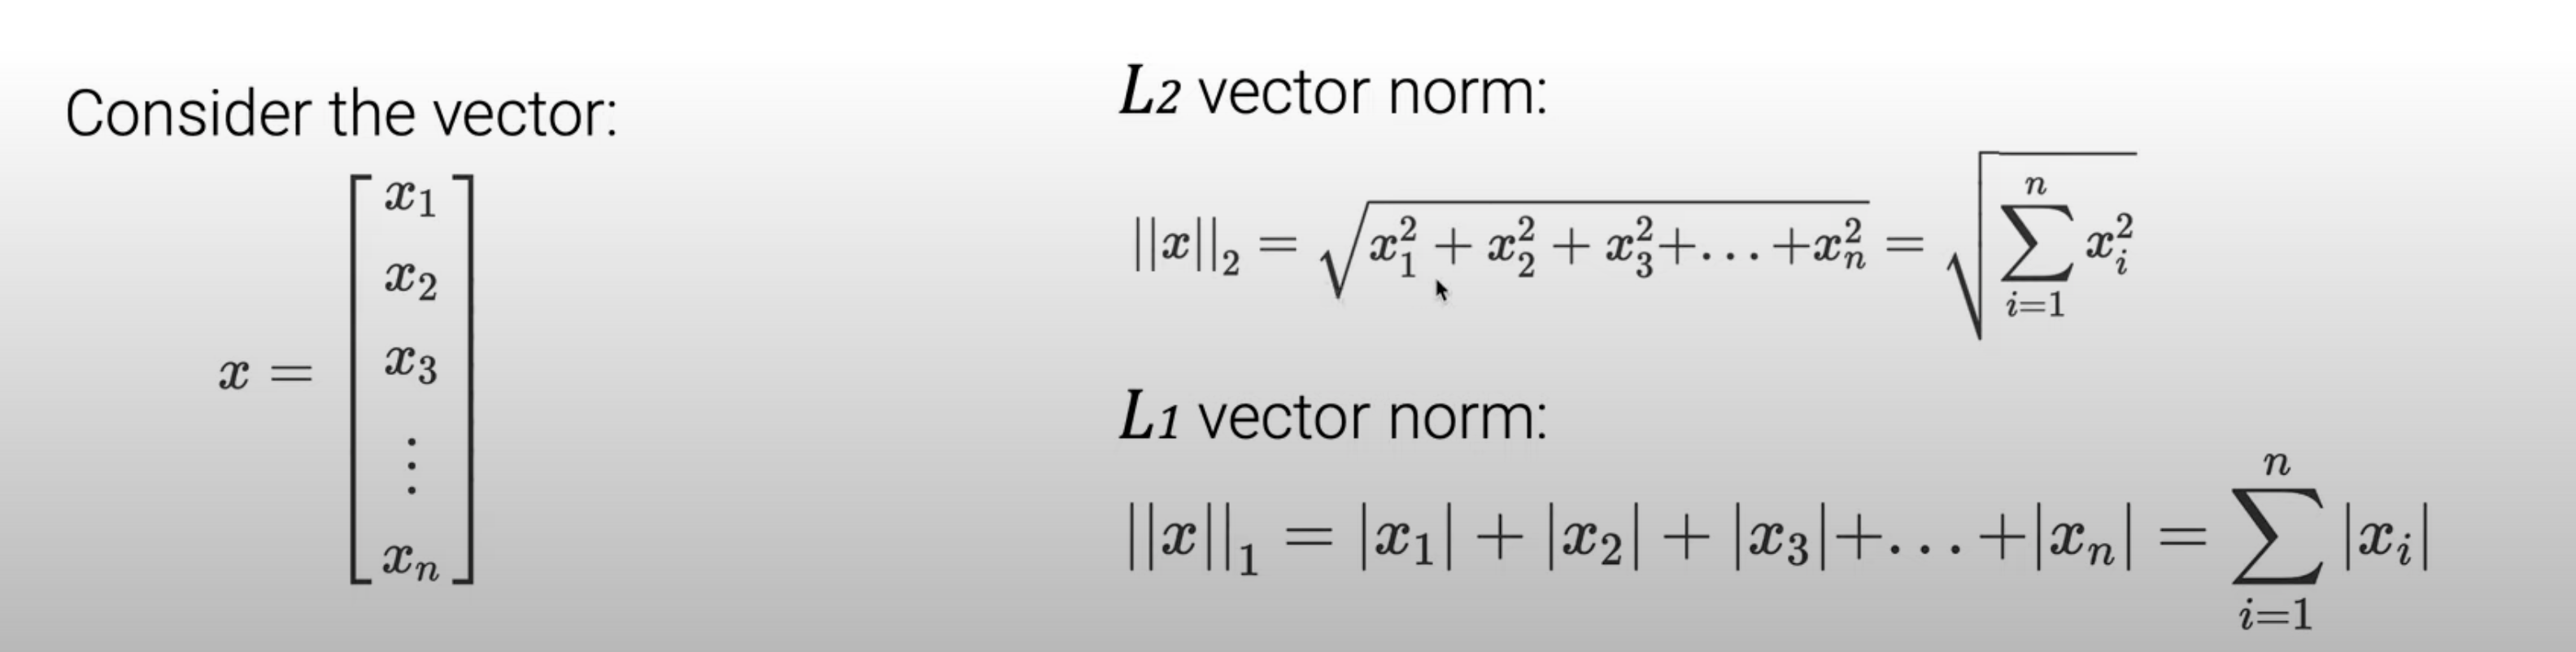 Consider the vector:
x = [ x₁ x₂ x₃ ⋮ xₙ ]
L2 vector norm:
||x||₂ = √(x₁² + x₂² + x₃²+...+xₙ²) = √(∑ᵢ₌₁ⁿ xᵢ²)
L1 vector norm:
||x||₁ = |x₁| + |x₂| + |x₃|+...+|xₙ| = ∑ᵢ₌₁ⁿ |xᵢ|